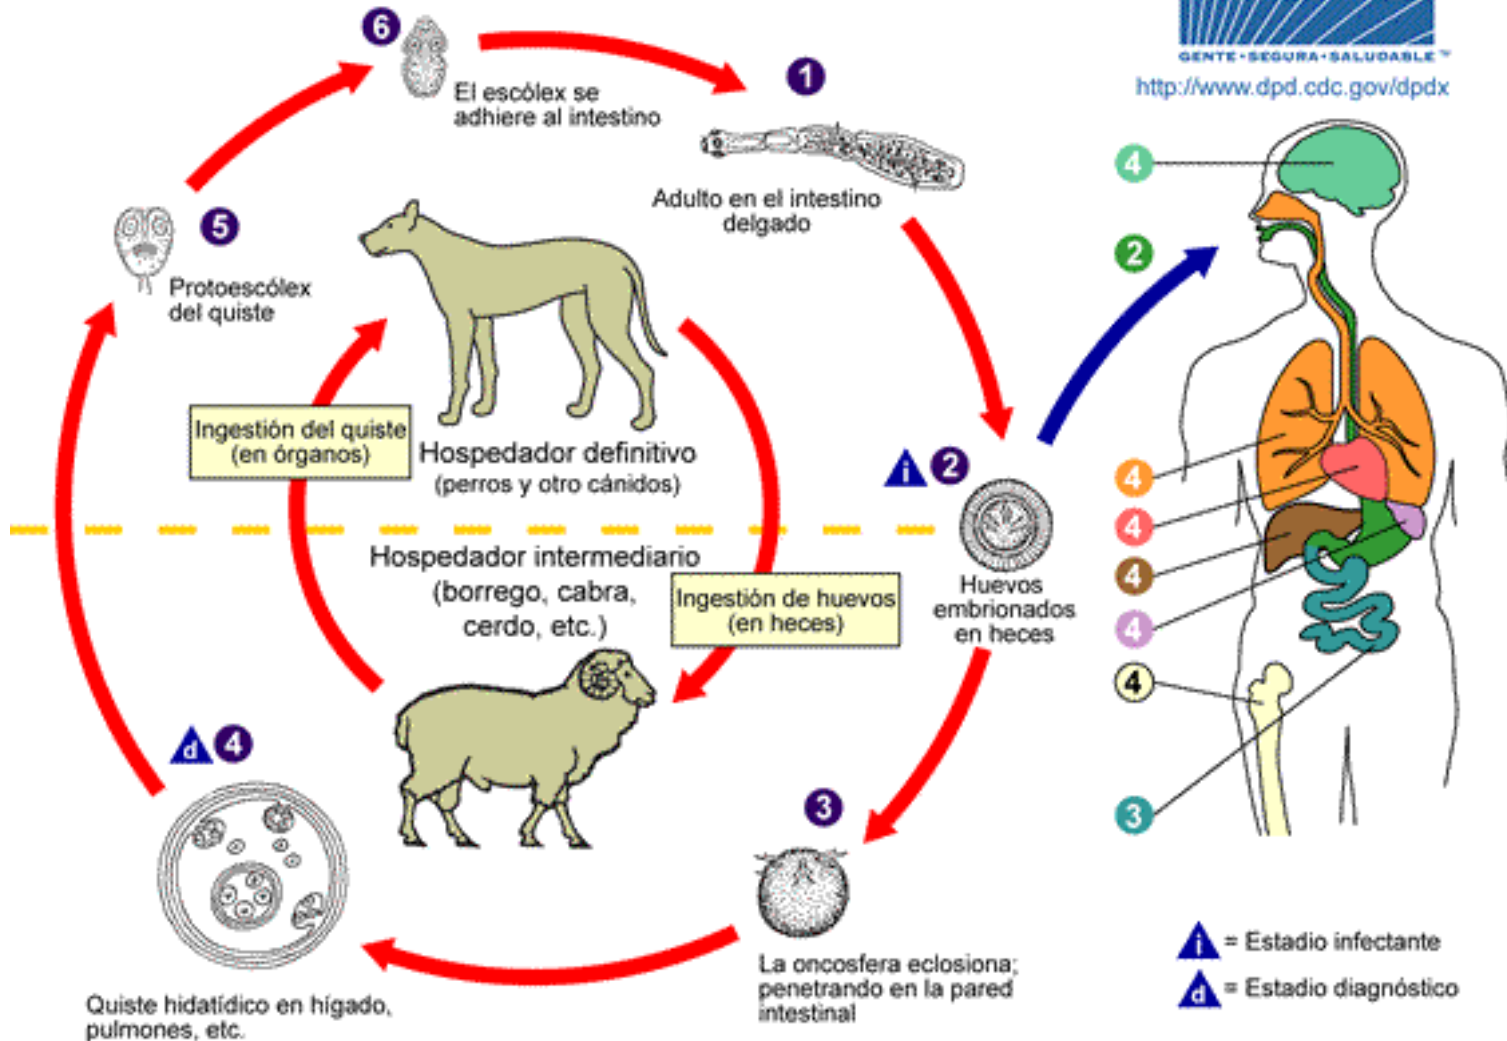 GENTE•SEGURA•SALUDABLE™
http://www.dpd.cdc.gov/dpdx
6
El escólex se
adhiere al intestino
1
Adulto en el intestino
delgado
5
Protoescólex
del quiste
Ingestión del quiste
(en órganos)
Hospedador definitivo
(perros y otro cánidos)
Hospedador intermediario
(borrego, cabra,
cerdo, etc.)
Ingestión de huevos
(en heces)
i 2
Huevos
embrionados
en heces
d 4
Quiste hidatídico en hígado,
pulmones, etc.
3
La oncosfera eclosiona;
penetrando en la pared
intestinal
4
2
4
4
4
4
4
3
i = Estadio infectante
d = Estadio diagnóstico